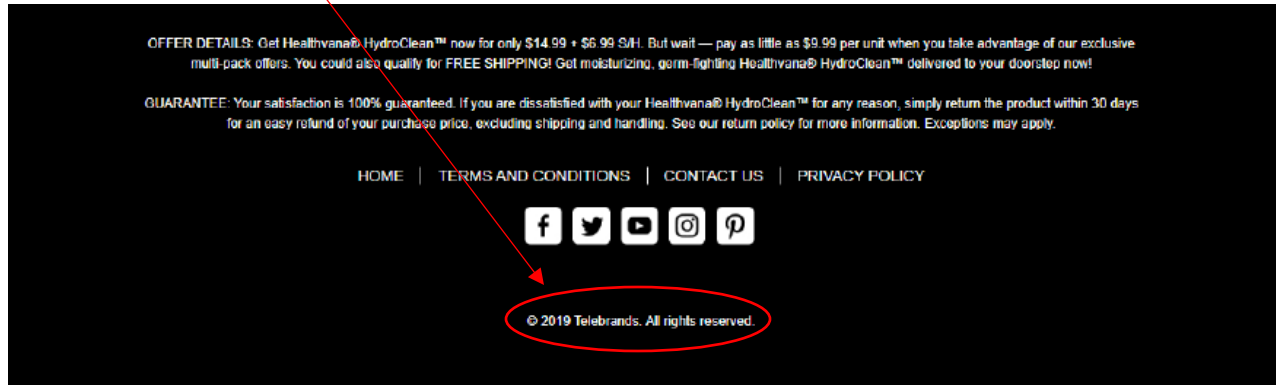 OFFER DETAILS: Get Healthvana® HydroClean™ now for only $14.99 + $6.99 S/H. But wait — pay as little as $9.99 per unit when you take advantage of our exclusive
multi-pack offers. You could also qualify for FREE SHIPPING! Get moisturizing, germ-fighting Healthvana® HydroClean™ delivered to your doorstep now!
GUARANTEE: Your satisfaction is 100% guaranteed. If you are dissatisfied with your Healthvana® HydroClean™ for any reason, simply return the product within 30 days
for an easy refund of your purchase price, excluding shipping and handling. See our return policy for more information. Exceptions may apply.
HOME | TERMS AND CONDITIONS | CONTACT US | PRIVACY POLICY
© 2019 Telebrands. All rights reserved.